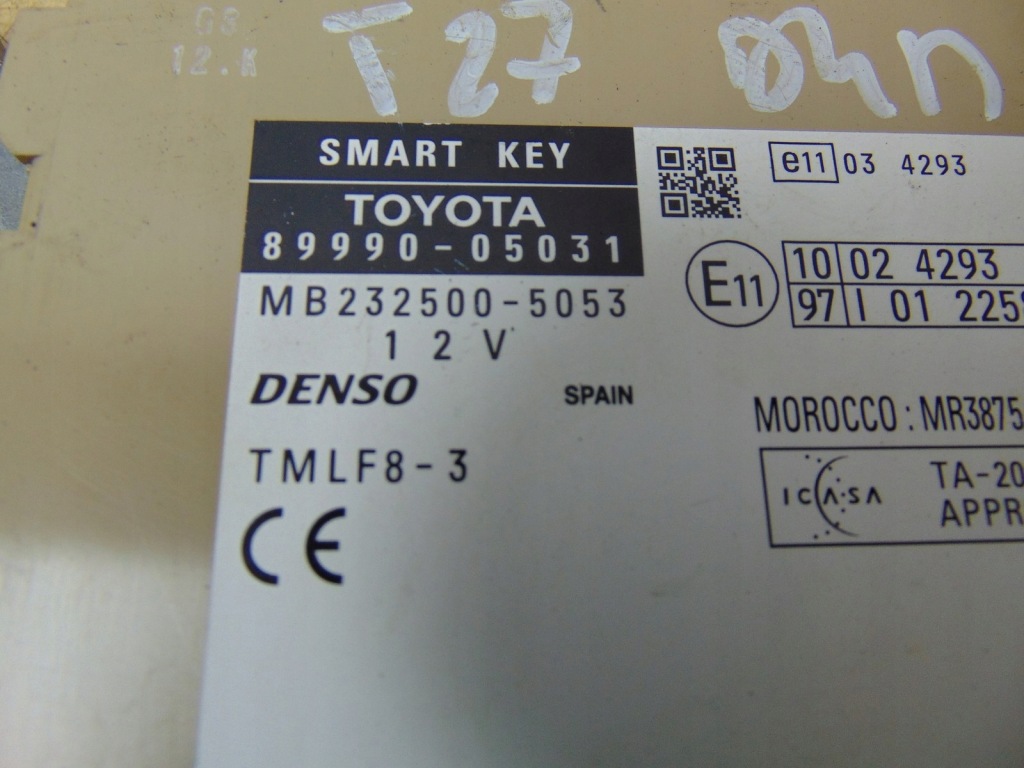 03
12.K
T27
SMART KEY
TOYOTA
89990-05031
MB232500-5053
12V
DENSO
SPAIN
TMLF8-3
CE
e11 03 4293
E11
10 02 4293
97 I 01 225
MOROCCO : MR3875
ICASA
TA-20
APPR